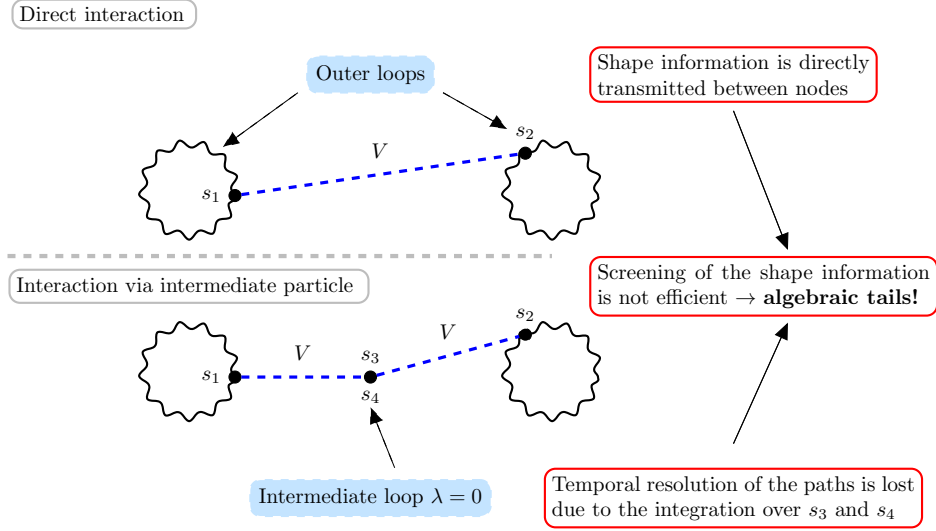 Direct interaction
Outer loops
Shape information is directly
transmitted between nodes
s₂
V
s₁
Screening of the shape information
is not efficient → algebraic tails!
Interaction via intermediate particle
s₂
V
V
s₃
s₁
s₄
Intermediate loop λ = 0
Temporal resolution of the paths is lost
due to the integration over s₃ and s₄